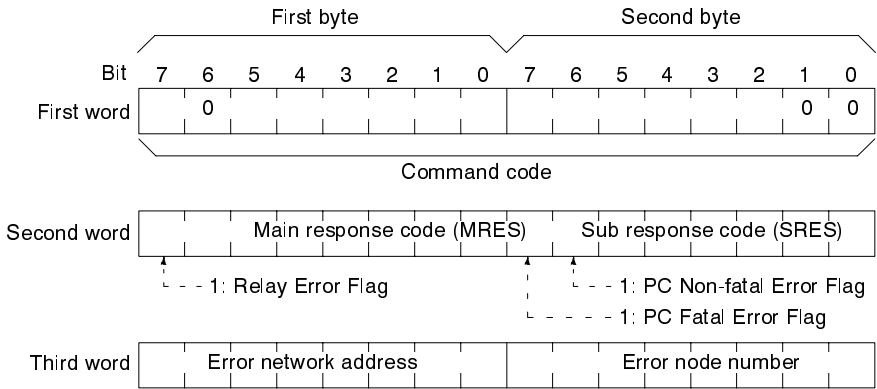 First byte Second byte
Bit 7 6 5 4 3 2 1 0 7 6 5 4 3 2 1 0
First word 0 0 0
Command code
Second word Main response code (MRES) Sub response code (SRES)
1: Relay Error Flag 1: PC Non-fatal Error Flag
1: PC Fatal Error Flag
Third word Error network address Error node number